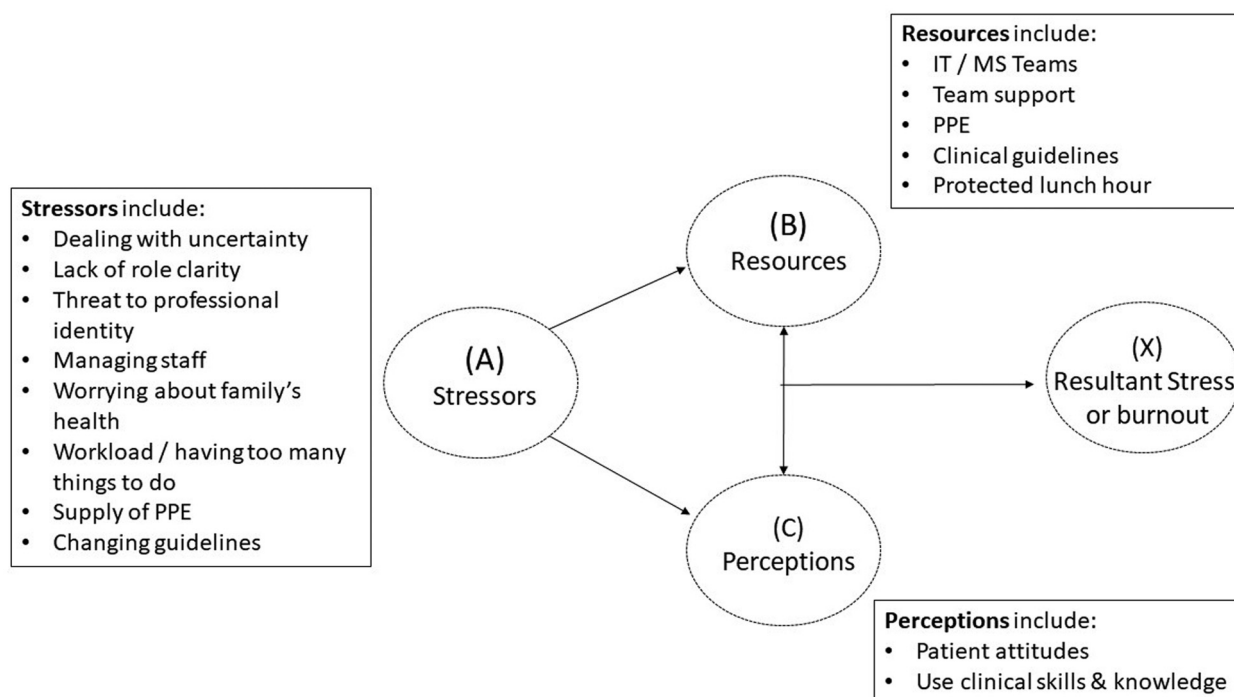 Resources include:
• IT / MS Teams
• Team support
• PPE
• Clinical guidelines
• Protected lunch hour
Stressors include:
• Dealing with uncertainty
• Lack of role clarity
• Threat to professional
identity
• Managing staff
• Worrying about family’s
health
• Workload / having too many
things to do
• Supply of PPE
• Changing guidelines
(A)
Stressors
(B)
Resources
(C)
Perceptions
(X)
Resultant Stress
or burnout
Perceptions include:
• Patient attitudes
• Use clinical skills & knowledge